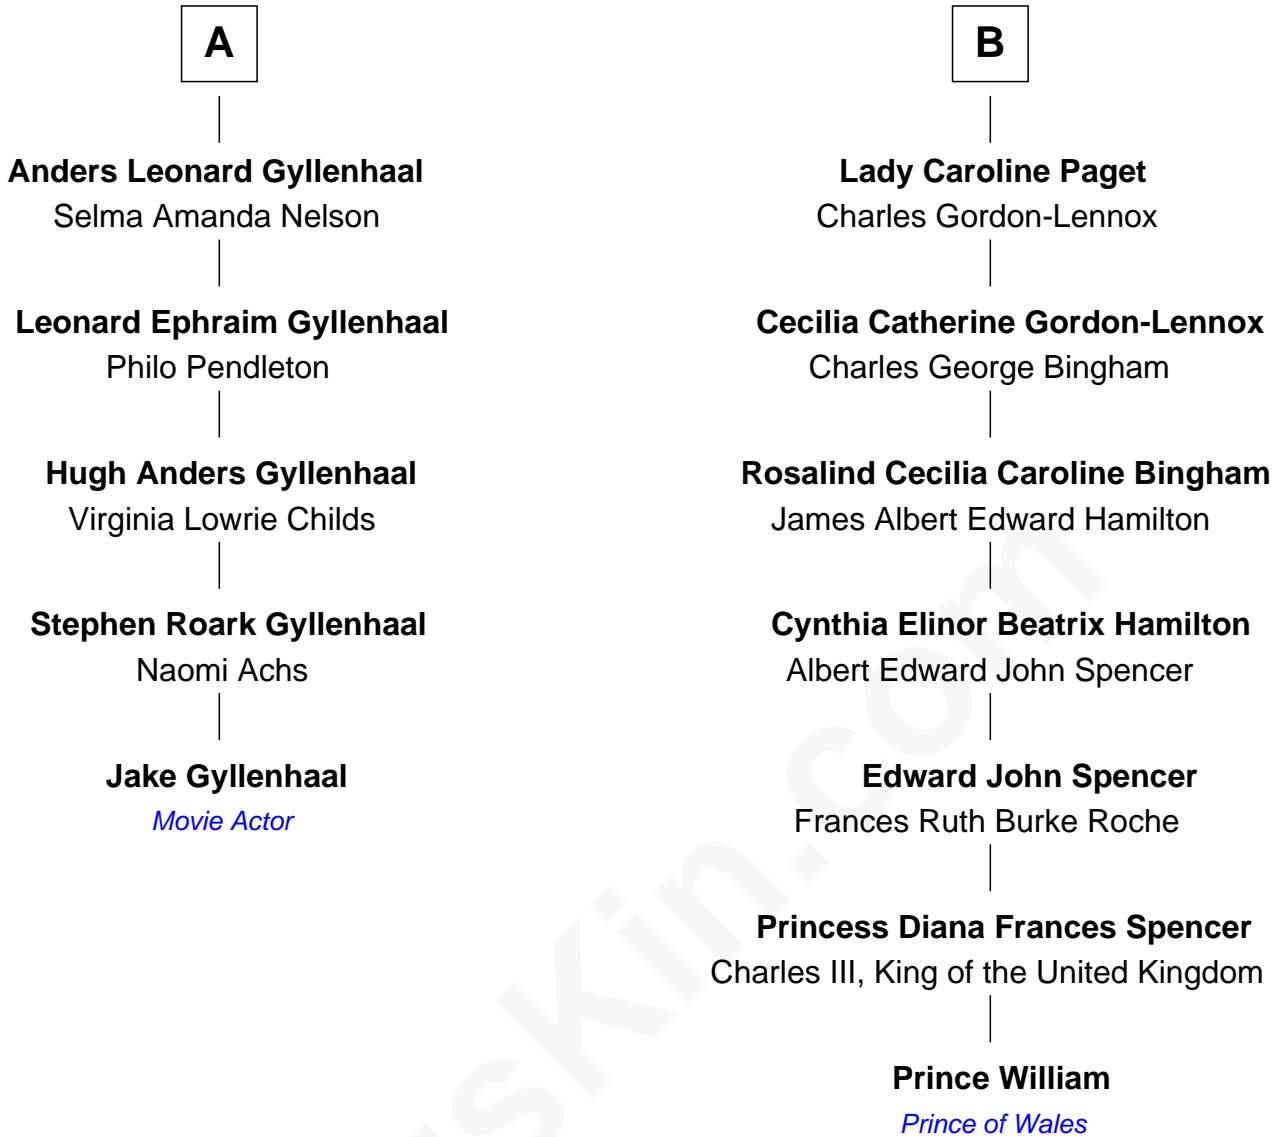 A
Anders Leonard Gyllenhaal
Selma Amanda Nelson
Leonard Ephraim Gyllenhaal
Philo Pendleton
Hugh Anders Gyllenhaal
Virginia Lowrie Childs
Stephen Roark Gyllenhaal
Naomi Achs
Jake Gyllenhaal
Movie Actor
B
Lady Caroline Paget
Charles Gordon-Lennox
Cecilia Catherine Gordon-Lennox
Charles George Bingham
Rosalind Cecilia Caroline Bingham
James Albert Edward Hamilton
Cynthia Elinor Beatrix Hamilton
Albert Edward John Spencer
Edward John Spencer
Frances Ruth Burke Roche
Princess Diana Frances Spencer
Charles III, King of the United Kingdom
Prince William
Prince of Wales
sKin.com